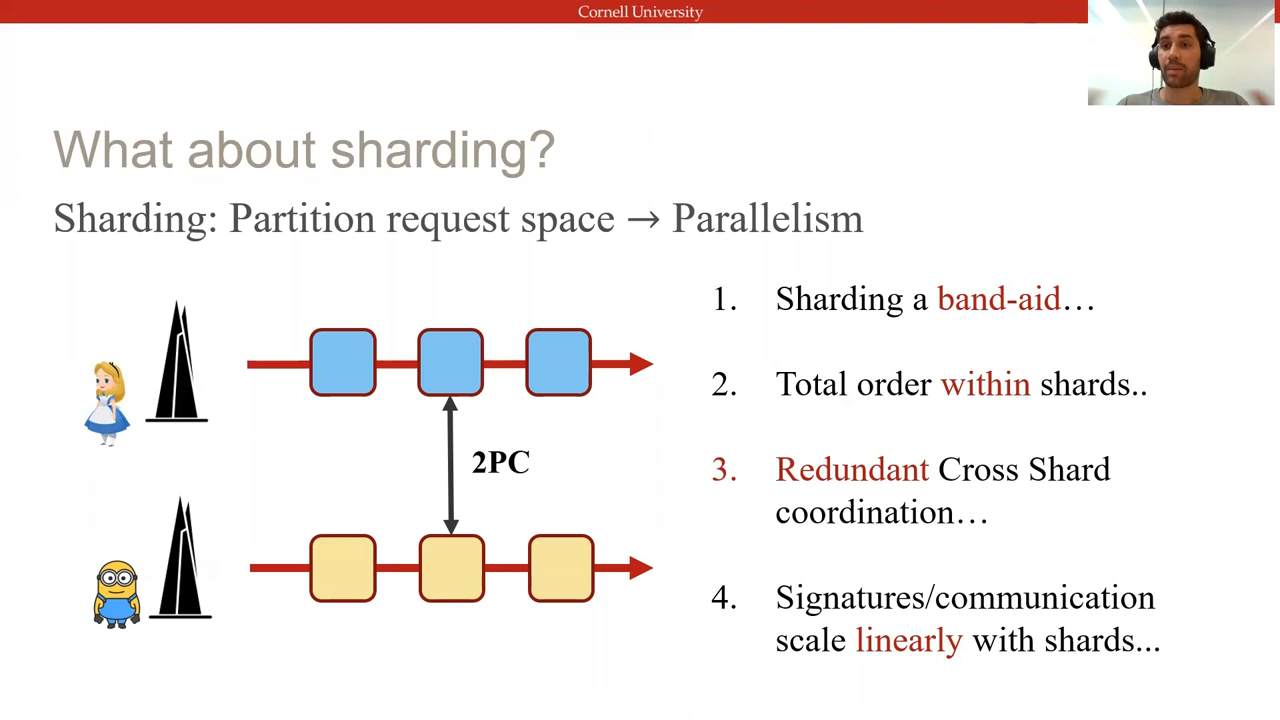 Cornell University
What about sharding?
Sharding: Partition request space → Parallelism
2PC
1. Sharding a band-aid…
2. Total order within shards..
3. Redundant Cross Shard
coordination…
4. Signatures/communication
scale linearly with shards...